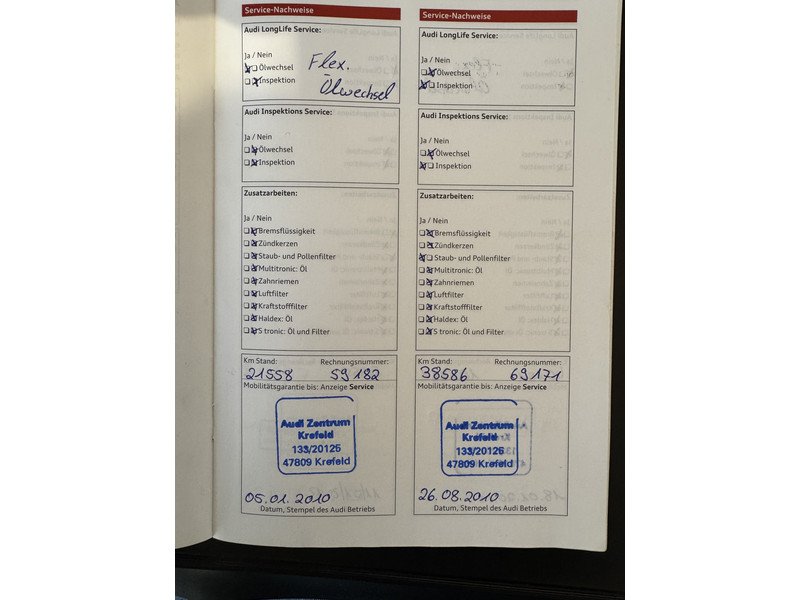 Service-Nachweise
Audi LongLife Service:
Ja / Nein
Ölwechsel
Inspektion
Flex.
Ölwechsel
Audi Inspektions Service:
Ja / Nein
Ölwechsel
Inspektion
Zusatzarbeiten:
Ja / Nein
Bremsflüssigkeit
Zündkerzen
Staub- und Pollenfilter
Multitronic: Öl
Zahnriemen
Luftfilter
Kraftstofffilter
Haldex: Öl
S tronic: Öl und Filter
Km Stand: Rechnungsnummer:
21558 59182
Mobilitätsgarantie bis: Anzeige Service
Audi Zentrum
Krefeld
133/20125
47809 Krefeld
05.01.2010
Datum, Stempel des Audi Betriebs
Service-Nachweise
Audi LongLife Service:
Ja / Nein
Ölwechsel
Inspektion
Audi Inspektions Service:
Ja / Nein
Ölwechsel
Inspektion
Zusatzarbeiten:
Ja / Nein
Bremsflüssigkeit
Zündkerzen
Staub- und Pollenfilter
Multitronic: Öl
Zahnriemen
Luftfilter
Kraftstofffilter
Haldex: Öl
S tronic: Öl und Filter
Km Stand: Rechnungsnummer:
38586 69171
Mobilitätsgarantie bis: Anzeige Service
Audi Zentrum
Krefeld
133/20125
47809 Krefeld
26.08.2010
Datum, Stempel des Audi Betriebs